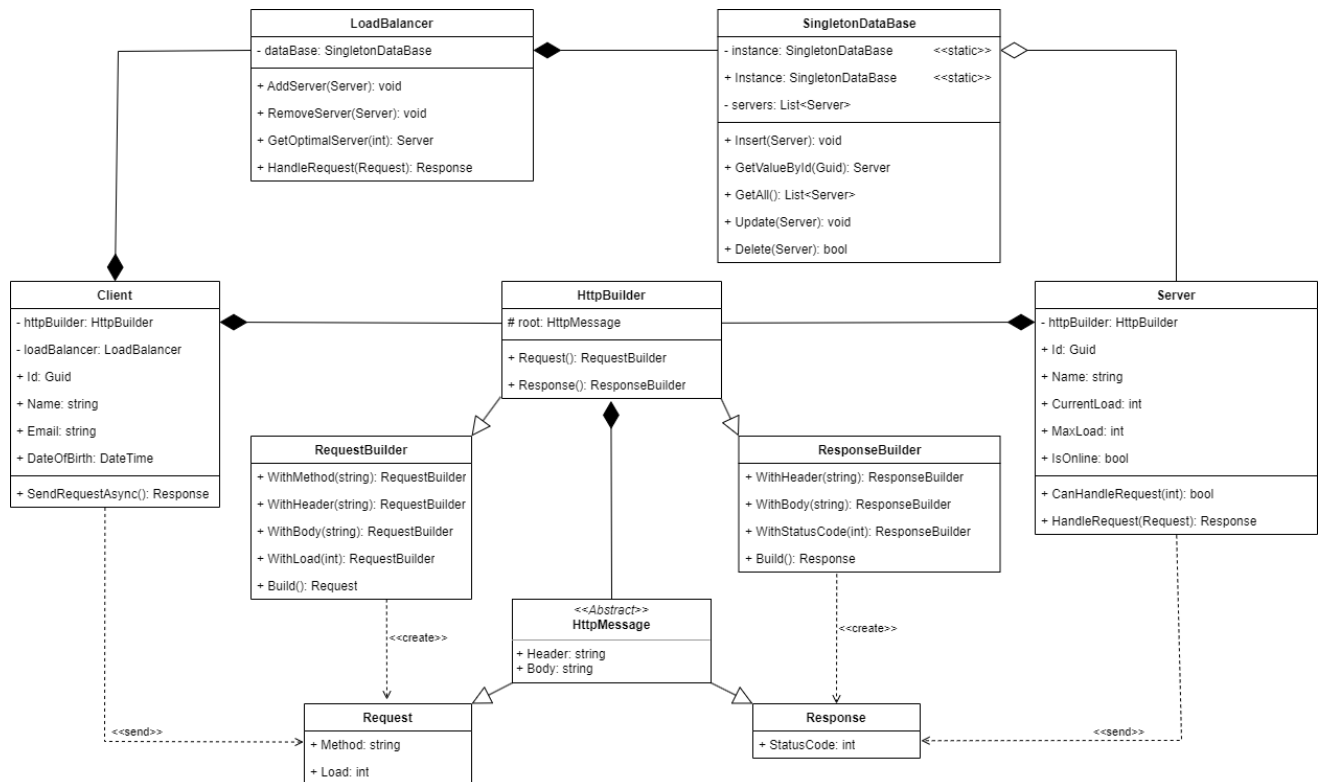 LoadBalancer
- dataBase: SingletonDataBase
+ AddServer(Server): void
+ RemoveServer(Server): void
+ GetOptimalServer(int): Server
+ HandleRequest(Request): Response
SingletonDataBase
- instance: SingletonDataBase <<static>>
+ Instance: SingletonDataBase <<static>>
- servers: List<Server>
+ Insert(Server): void
+ GetValueById(Guid): Server
+ GetAll(): List<Server>
+ Update(Server): void
+ Delete(Server): bool
Client
- httpBuilder: HttpBuilder
- loadBalancer: LoadBalancer
+ Id: Guid
+ Name: string
+ Email: string
+ DateOfBirth: DateTime
+ SendRequestAsync(): Response
HttpBuilder
# root: HttpMessage
+ Request(): RequestBuilder
+ Response(): ResponseBuilder
Server
- httpBuilder: HttpBuilder
+ Id: Guid
+ Name: string
+ CurrentLoad: int
+ MaxLoad: int
+ IsOnline: bool
+ CanHandleRequest(int): bool
+ HandleRequest(Request): Response
RequestBuilder
+ WithMethod(string): RequestBuilder
+ WithHeader(string): RequestBuilder
+ WithBody(string): RequestBuilder
+ WithLoad(int): RequestBuilder
+ Build(): Request
ResponseBuilder
+ WithHeader(string): ResponseBuilder
+ WithBody(string): ResponseBuilder
+ WithStatusCode(int): ResponseBuilder
+ Build(): Response
<<Abstract>>
HttpMessage
+ Header: string
+ Body: string
<<create>>
<<create>>
Request
+ Method: string
+ Load: int
Response
+ StatusCode: int
<<send>>
<<send>>